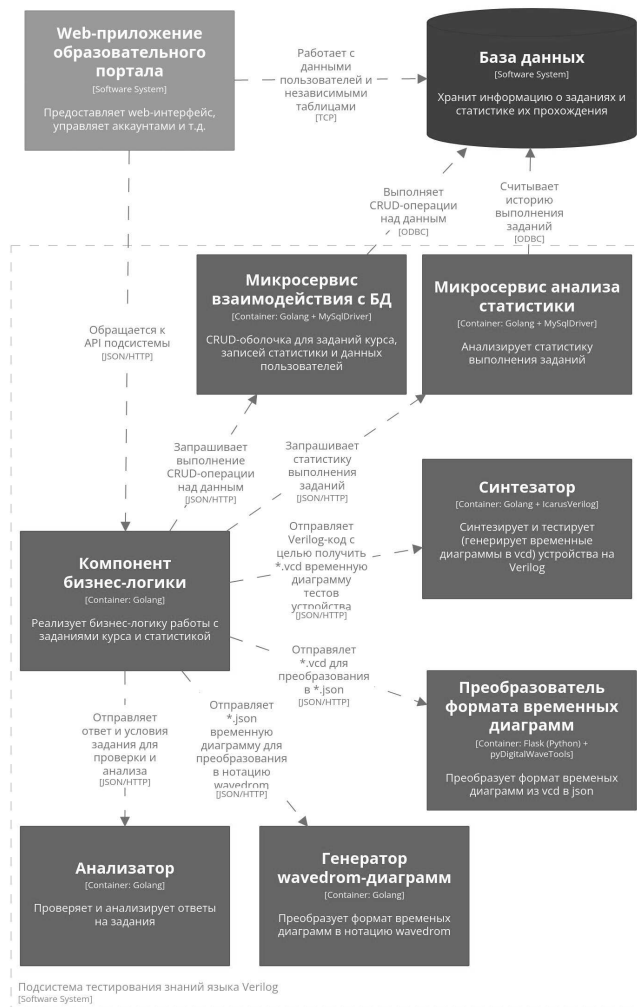 Web-приложение
образовательного
портала
[Software System]
Предоставляет web-интерфейс,
управляет аккаунтами и т.д.
Работает с
данными
пользователей и
независимыми
таблицами
[TCP]
База данных
[Software System]
Хранит информацию о заданиях и
статистике их прохождения
Выполняет
CRUD-операции
над данным
[ODBC]
Считывает
историю
выполнения
заданий
[ODBC]
Обращается к
API подсистемы
[JSON/HTTP]
Микросервис
взаимодействия с БД
[Container: Golang + MySqlDriver]
CRUD-оболочка для заданий курса,
записей статистики и данных
пользователей
Микросервис анализа
статистики
[Container: Golang + MySqlDriver]
Анализирует статистику
выполнения заданий
Запрашивает
выполнение
CRUD-операции
над данным
[JSON/HTTP]
Запрашивает
статистику
выполнения
заданий
[JSON/HTTP]
Компонент
бизнес-логики
[Container: Golang]
Реализует бизнес-логику работы с
заданиями курса и статистикой
Отправляет
Verilog-код с
целью получить
*.vcd временную
диаграмму
тестов
устройства
[JSON/HTTP]
Синтезатор
[Container: Golang + IcarusVerilog]
Синтезирует и тестирует
(генерирует временные
диаграммы в vcd) устройства на
Verilog
Отправялет
*.vcd для
преобразования
в *.json
[JSON/HTTP]
Преобразователь
формата временных
диаграмм
[Container: Flask (Python) +
pyDigitalWaveTools]
Преобразует формат временых
диаграмм из vcd в json
Отправляет
ответ и условия
задания для
проверки и
анализа
[JSON/HTTP]
Отправляет
*.json
временную
диаграмму для
преобразования
в нотацию
wavedrom
[JSON/HTTP]
Анализатор
[Container: Golang]
Проверяет и анализирует ответы
на задания
Генератор
wavedrom-диаграмм
[Container: Golang]
Преобразует формат временых
диаграмм в нотацию wavedrom
Подсистема тестирования знаний языка Verilog
[Software System]